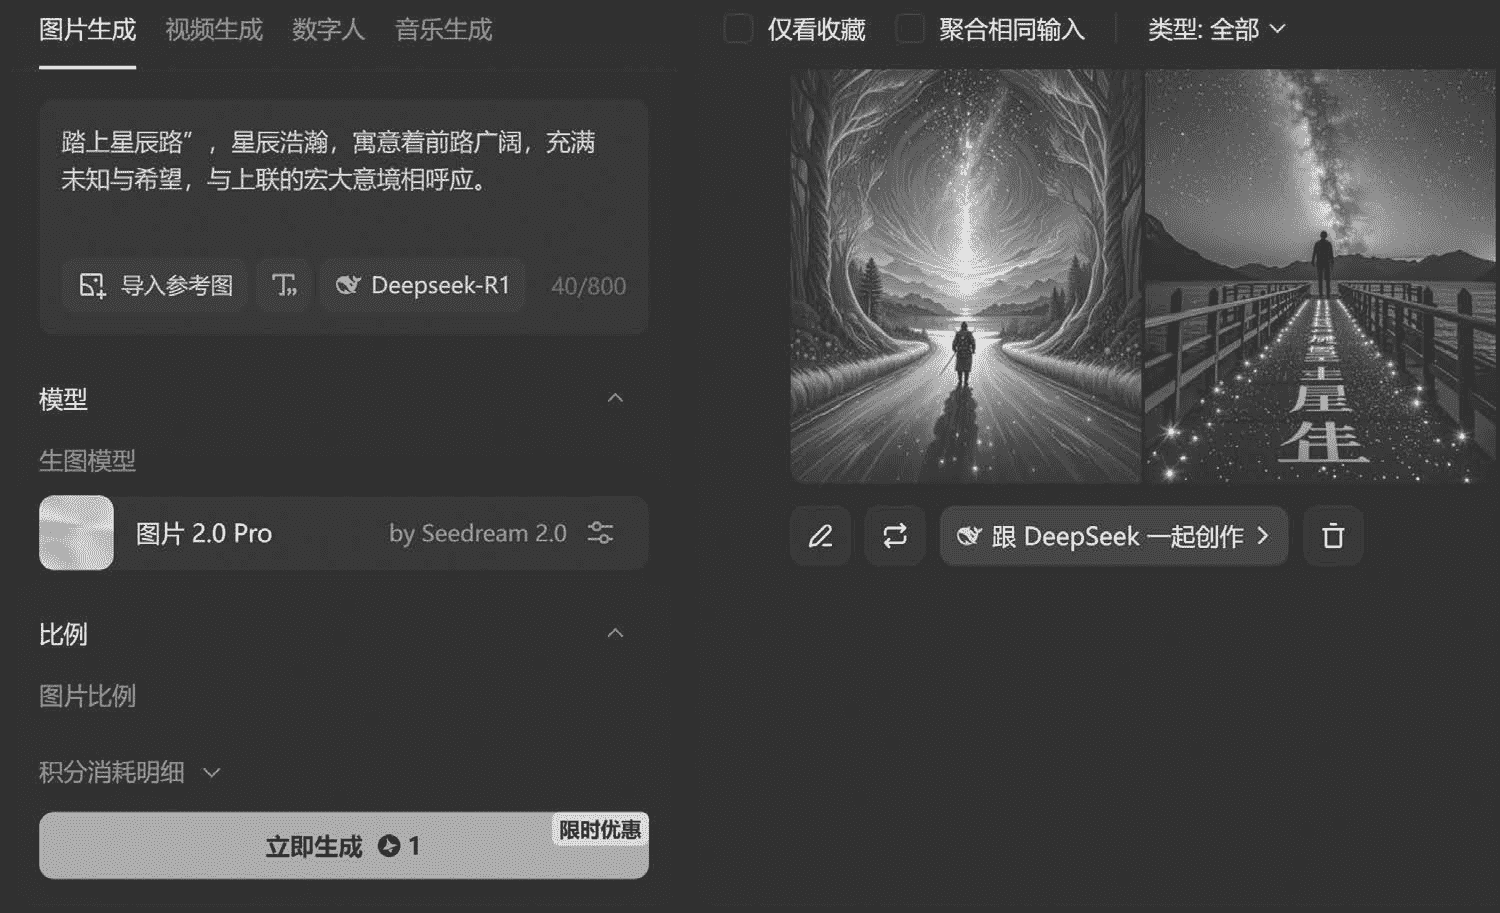 图片生成 视频生成 数字人 音乐生成
踏上星辰路”，星辰浩瀚，寓意着前路广阔，充满
未知与希望，与上联的宏大意境相呼应。
导入参考图 T,, Deepseek-R1 40/800
模型
生图模型
图片 2.0 Pro by Seedream 2.0
比例
图片比例
积分消耗明细
限时优惠
立即生成 1
仅看收藏 聚合相同输入 类型: 全部
星
跟 DeepSeek 一起创作